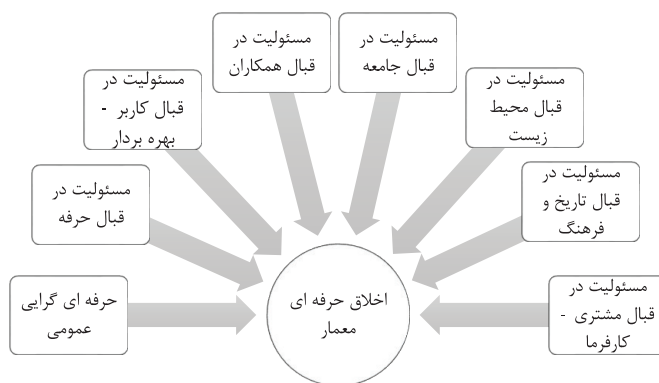 مسئولیت در
قبال جامعه
مسئولیت در
قبال همکاران
مسئولیت در
قبال محیط
زیست
مسئولیت در
قبال کاربر -
بهره بردار
مسئولیت در
قبال تاریخ و
فرهنگ
مسئولیت در
قبال حرفه
مسئولیت در
قبال مشتری -
کارفرما
اخلاق حرفه ای
معمار
حرفه ای گرایی
عمومی